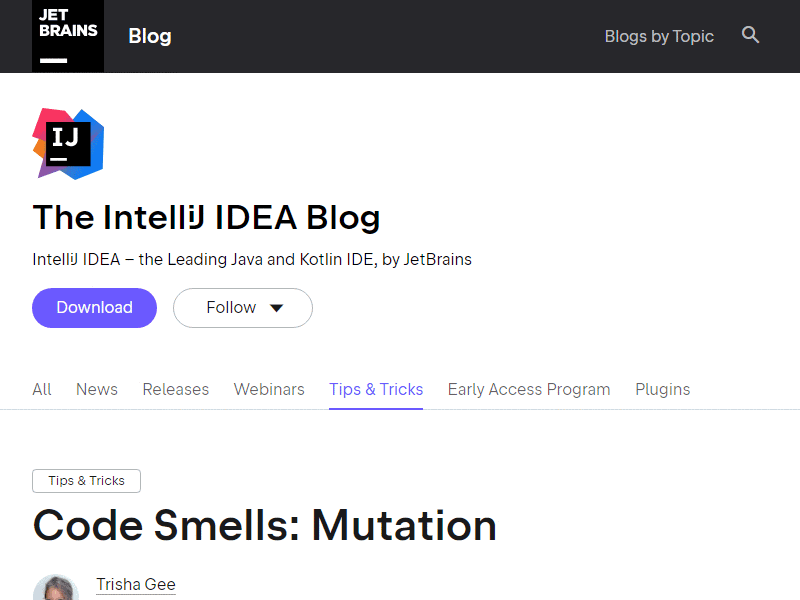 JET
BRAINS
Blog
Blogs by Topic
IJ
The IntelliJ IDEA Blog
IntelliJ IDEA – the Leading Java and Kotlin IDE, by JetBrains
Download
Follow
All News Releases Webinars Tips & Tricks Early Access Program Plugins
Tips & Tricks
Code Smells: Mutation
Trisha Gee